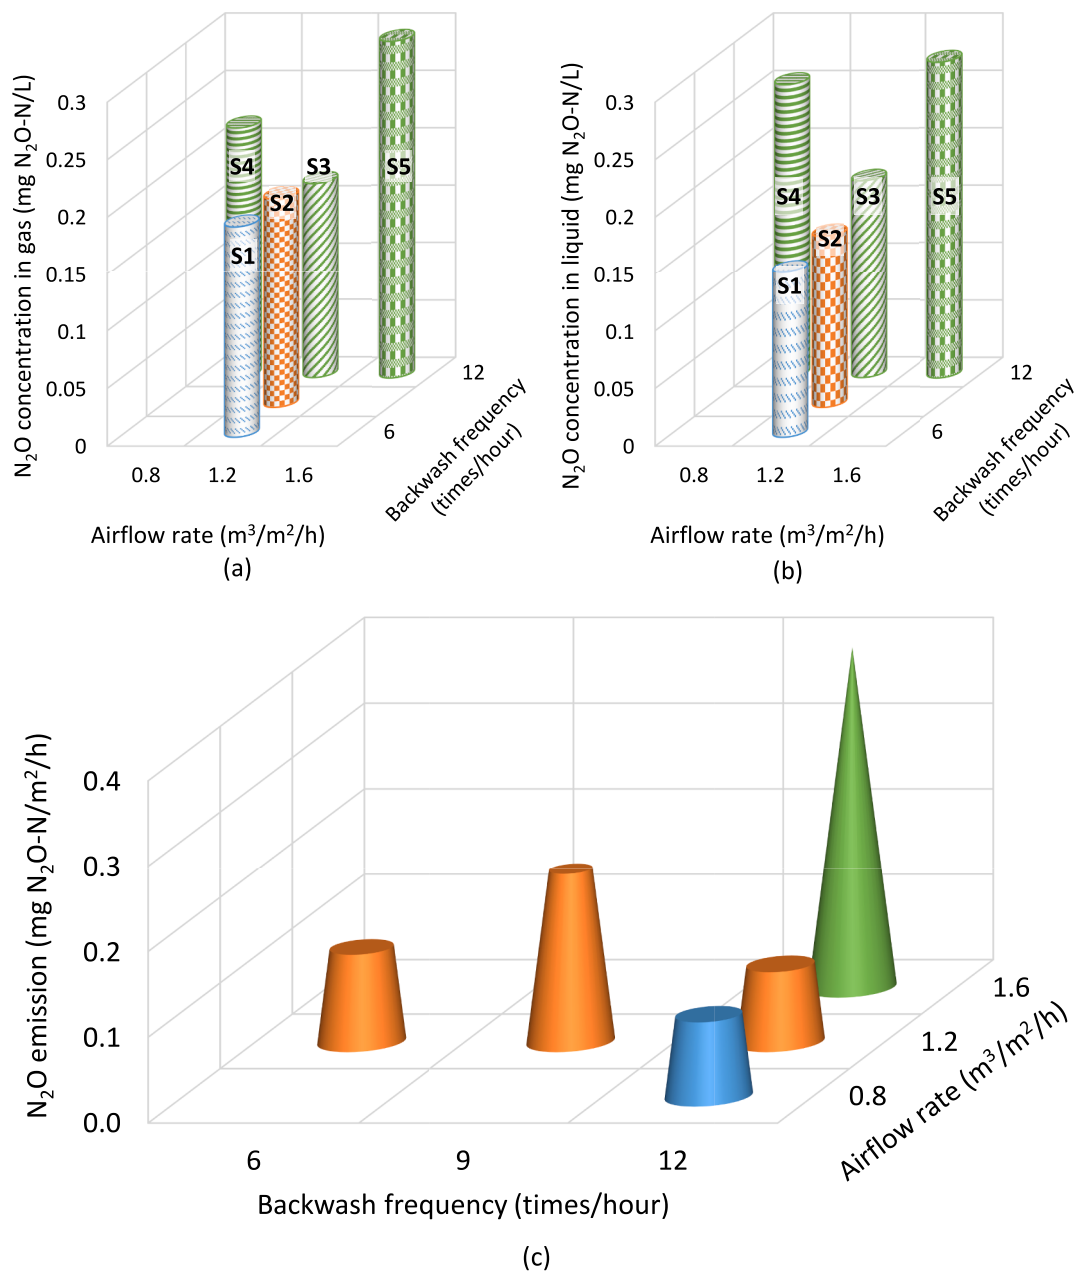 N₂O concentration in gas (mg N₂O-N/L)
0.3
0.25
0.2
0.15
0.1
0.05
0
S4
S3
S5
S2
S1
0.8
1.2
1.6
6
12
Backwash frequency
(times/hour)
Airflow rate (m³/m²/h)
(a)
N₂O concentration in liquid (mg N₂O-N/L)
0.3
0.25
0.2
0.15
0.1
0.05
0
S4
S3
S5
S2
S1
0.8
1.2
1.6
6
12
Backwash frequency
(times/hour)
Airflow rate (m³/m²/h)
(b)
N₂O emission (mg N₂O-N/m²/h)
0.4
0.3
0.2
0.1
0.0
6
9
12
0.8
1.2
1.6
Airflow rate (m³/m²/h)
Backwash frequency (times/hour)
(c)